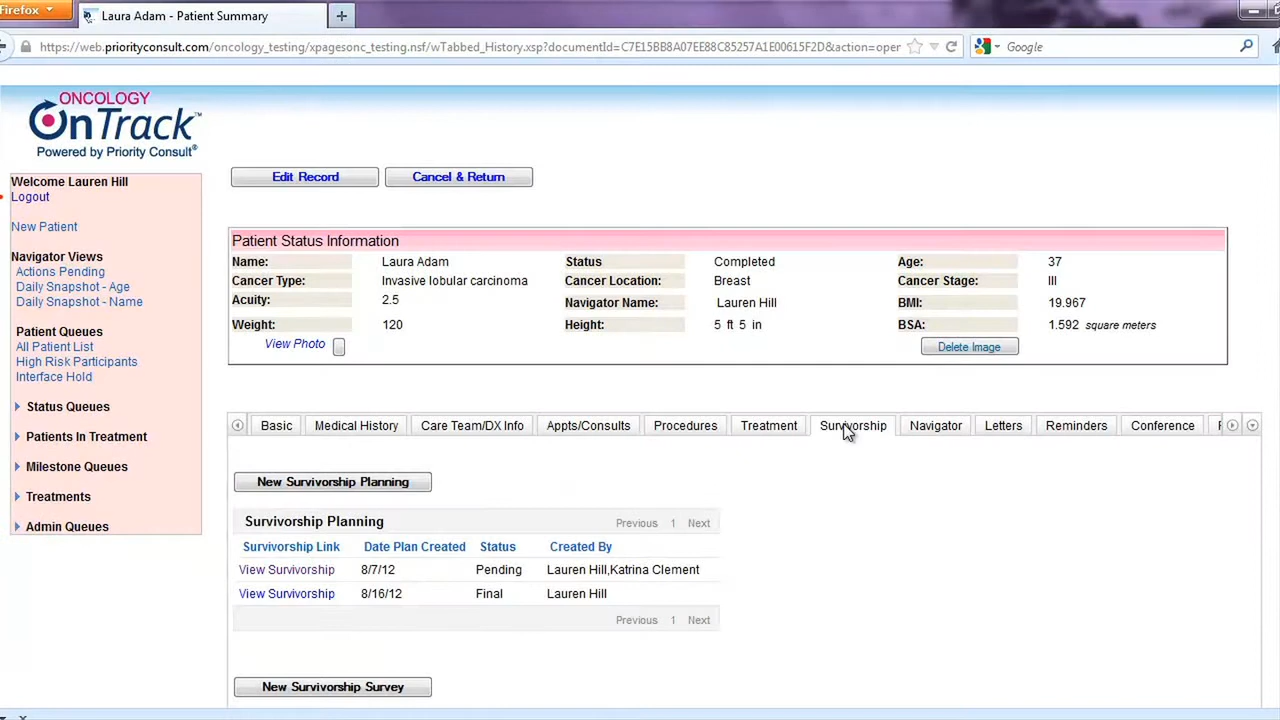 Firefox
Laura Adam - Patient Summary
https://web.priorityconsult.com/oncology_testing/xpagesonc_testing.nsf/wTabbed_History.xsp?documentId=C7E15BB8A07ED5B085257A1E00615F2D&action=oper
Google
ONCOLOGY
OnTrack™
Powered by Priority Consult®
Edit Record
Cancel & Return
Welcome Lauren Hill
Logout
New Patient
Navigator Views
Actions Pending
Daily Snapshot - Age
Daily Snapshot - Name
Patient Queues
All Patient List
High Risk Participants
Interface Hold
Status Queues
Patients In Treatment
Milestone Queues
Treatments
Admin Queues
Patient Status Information
Name: Laura Adam Status Completed Age: 37
Cancer Type: Invasive lobular carcinoma Cancer Location: Breast Cancer Stage: III
Acuity: 2.5 Navigator Name: Lauren Hill BMI: 19.967
Weight: 120 Height: 5 ft 5 in BSA: 1.592 square meters
View Photo Delete Image
Basic Medical History Care Team/DX Info Appts/Consults Procedures Treatment Survivorship Navigator Letters Reminders Conference
New Survivorship Planning
Survivorship Planning Previous 1 Next
Survivorship Link Date Plan Created Status Created By
View Survivorship 8/7/12 Pending Lauren Hill,Katrina Clement
View Survivorship 8/16/12 Final Lauren Hill
Previous 1 Next
New Survivorship Survey